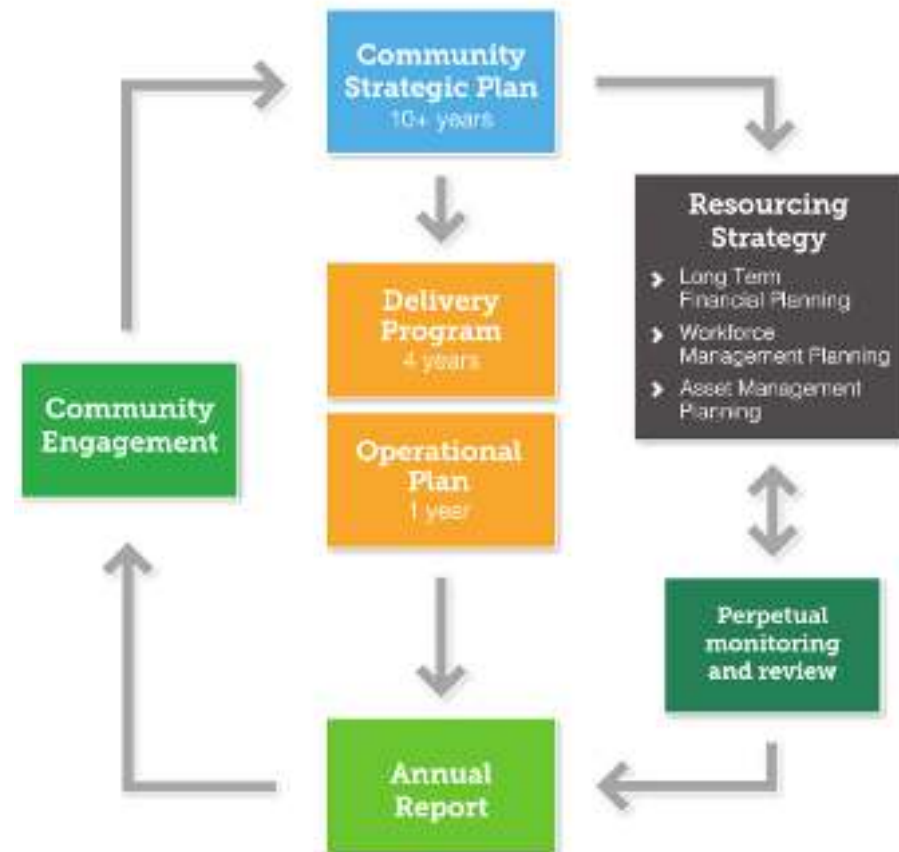 Community
Strategic Plan
10+ years
Resourcing
Strategy
Long Term
Financial Planning
Workforce
Management Planning
Asset Management
Planning
Delivery
Program
4 years
Community
Engagement
Operational
Plan
1 year
Perpetual
monitoring
and review
Annual
Report